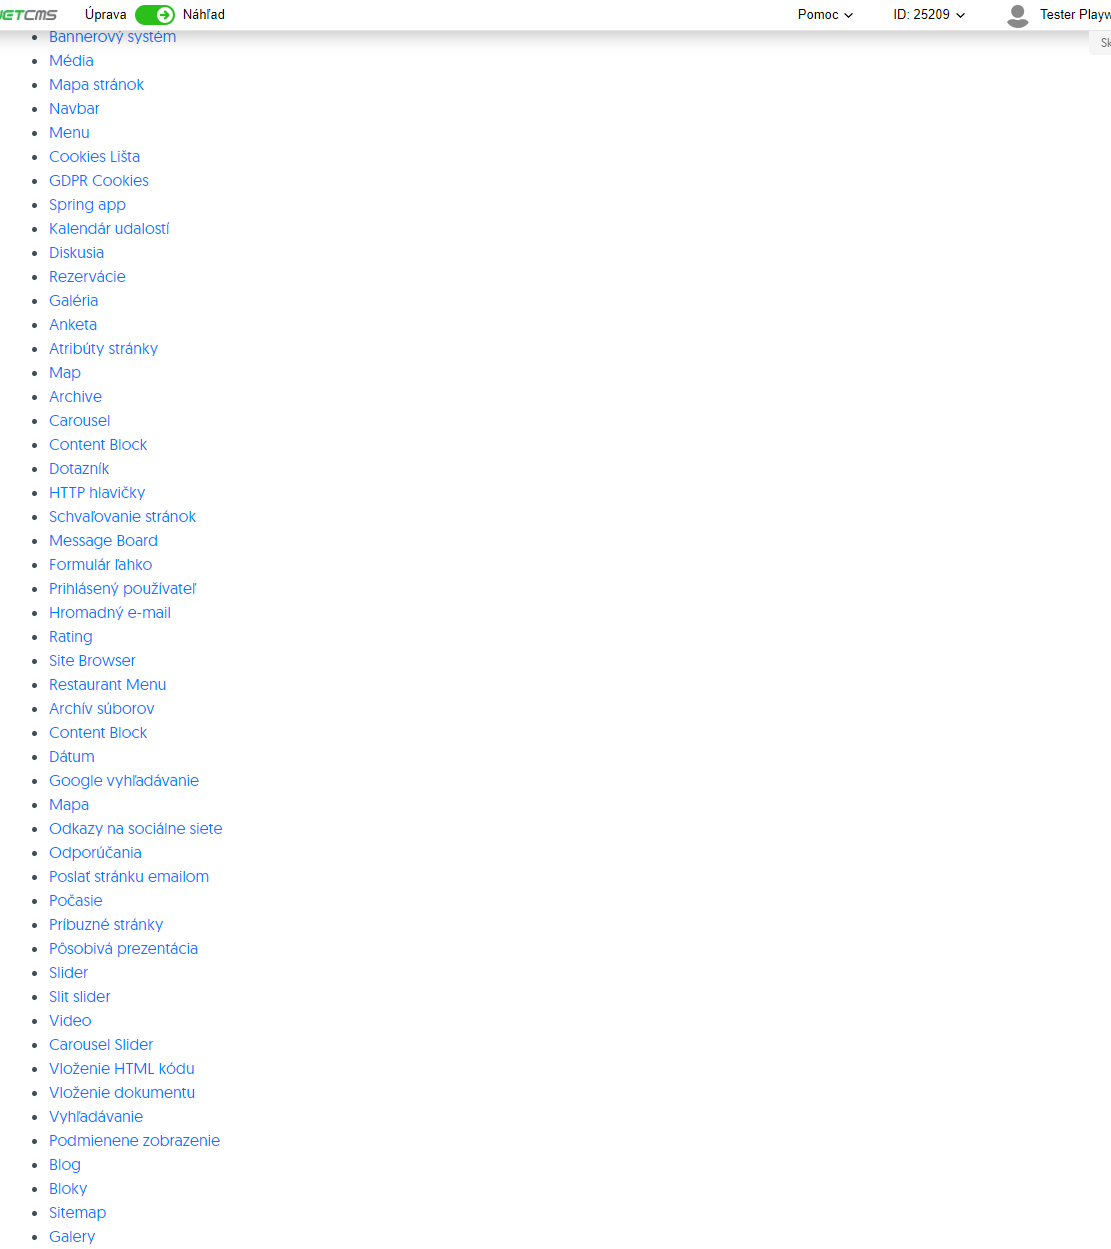 Úprava Náhľad Pomoc ID: 25209 Tester
Bannerový systém
Média
Mapa stránok
Navbar
Menu
Cookies Lišta
GDPR Cookies
Spring app
Kalendár udalostí
Diskusia
Rezervácie
Galéria
Anketa
Atribúty stránky
Map
Archive
Carousel
Content Block
Dotazník
HTTP hlavičky
Schvaľovanie stránok
Message Board
Formulár ľahko
Prihlásený používateľ
Hromadný e-mail
Rating
Site Browser
Restaurant Menu
Archív súborov
Content Block
Dátum
Google vyhľadávanie
Mapa
Odkazy na sociálne siete
Odporúčania
Poslať stránku emailom
Počasie
Príbuzné stránky
Pôsobivá prezentácia
Slider
Slit slider
Video
Carousel Slider
Vloženie HTML kódu
Vloženie dokumentu
Vyhľadávanie
Podmienene zobrazenie
Blog
Bloky
Sitemap
Galery